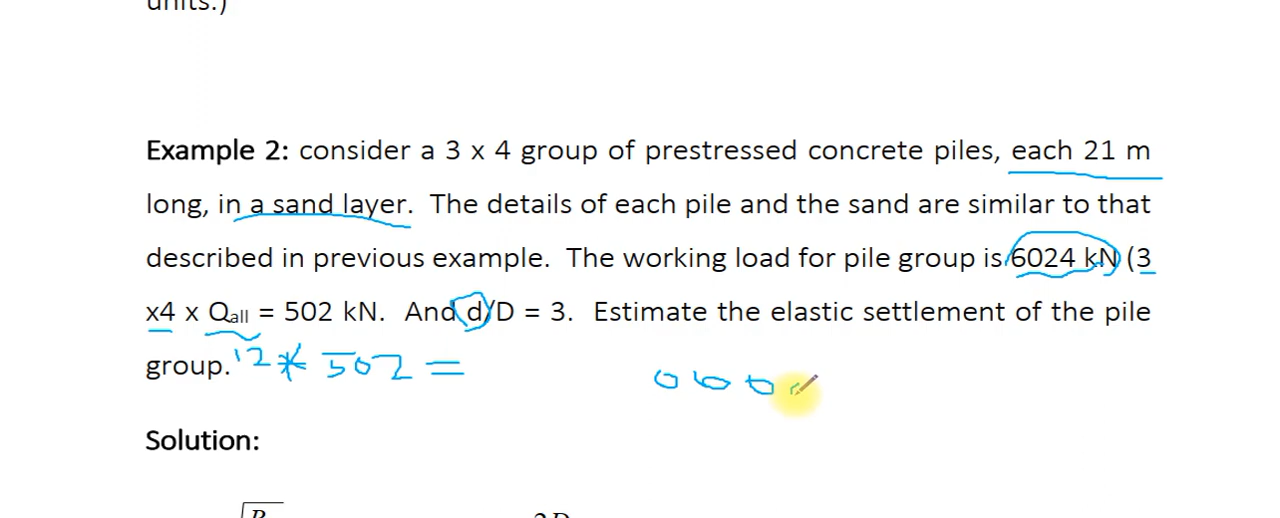 units.)
Example 2: consider a 3 x 4 group of prestressed concrete piles, each 21 m
long, in a sand layer. The details of each pile and the sand are similar to that
described in previous example. The working load for pile group is 6024 kN (3
x4 x Qall = 502 kN. And d/D = 3. Estimate the elastic settlement of the pile
group. 12 * 502 =
Solution: